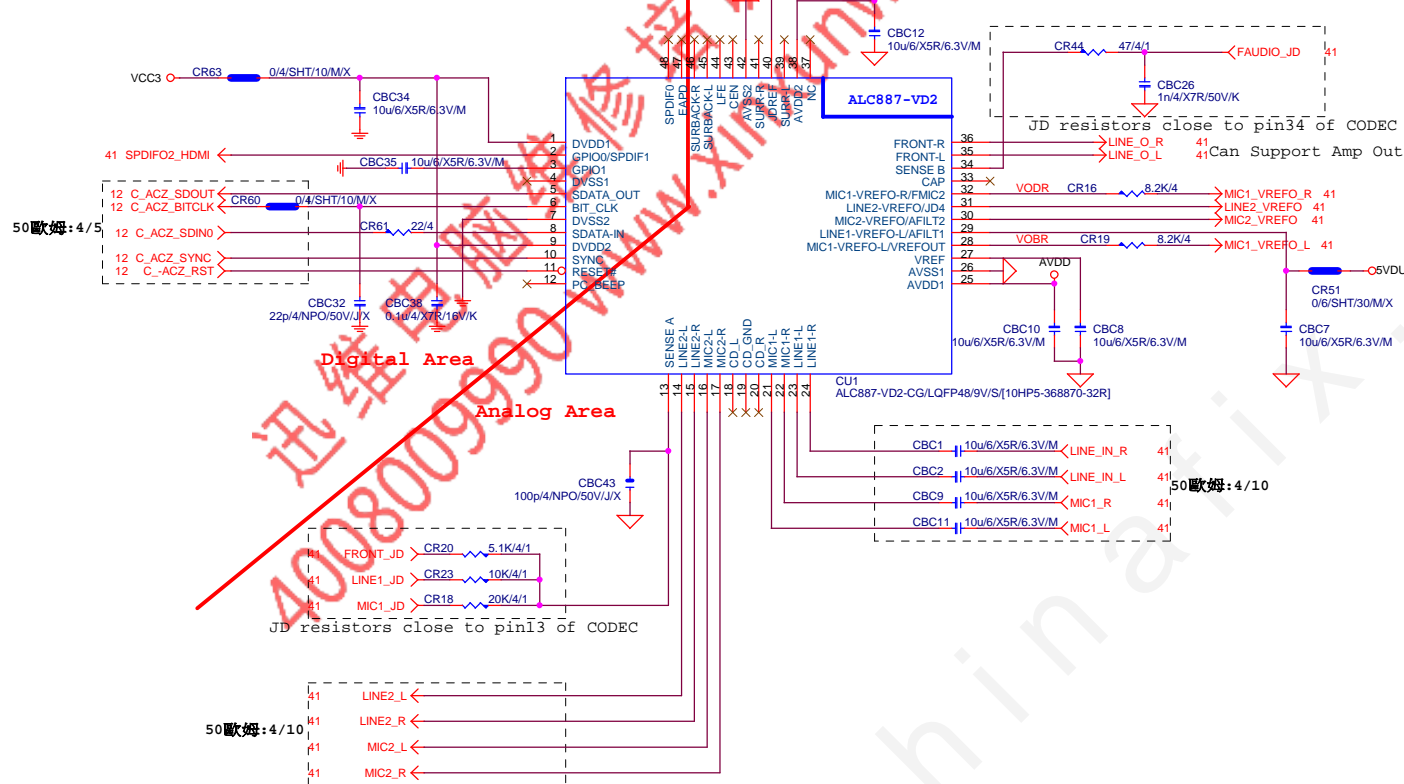 CBC12
10u/6/X5R/6.3V/M
CR44 47/4/1 FAUDIO_JD 41
CBC26
1n/4/X7R/50V/K
JD resistors close to pin34 of CODEC
Can Support Amp Out
VCC3 CR63 0/4/SHT/10/M/X
CBC34
10u/6/X5R/6.3V/M
48 47 46 45 44 43 42 41 40 39 38 37
SPDIF0 EAPD SURBACK-R SURBACK-L LFE CEN AVSS2 SURR-R JDREF SURR-L AVDD2 NC
ALC887-VD2
1 DVDD1
2 GPIO0/SPDIF1
3 GPIO1
4 DVSS1
5 SDATA_OUT
6 BIT_CLK
7 DVSS2
8 SDATA-IN
9 DVDD2
10 SYNC
11 RESET#
12 PC_BEEP
FRONT-R 36
FRONT-L 35
SENSE B 34
CAP 33
MIC1-VREFO-R/FMIC2 32
LINE2-VREFO/JD4 31
MIC2-VREFO/AFILT2 30
LINE1-VREFO-L/AFILT1 29
MIC1-VREFO-L/VREFOUT 28
VREF 27
AVSS1 26
AVDD1 25
LINE_O_R 41
LINE_O_L 41
VODR CR16 8.2K/4 MIC1_VREFO_R 41
LINE2_VREFO 41
MIC2_VREFO 41
VOBR CR19 8.2K/4 MIC1_VREFO_L 41
AVDD
5VDU
CR51
0/6/SHT/30/M/X
CBC10
10u/6/X5R/6.3V/M
CBC8
10u/6/X5R/6.3V/M
CBC7
10u/6/X5R/6.3V/M
41 SPDIFO2_HDMI
CBC35 10u/6/X5R/6.3V/M
12 C_ACZ_SDOUT
12 C_ACZ_BITCLK CR60 0/4/SHT/10/M/X
50歐姆:4/5
12 C_ACZ_SDIN0 CR61 22/4
12 C_ACZ_SYNC
12 C_-ACZ_RST
CBC32
22p/4/NPO/50V/J/X
CBC38
0.1u/4/X7R/16V/K
Digital Area
Analog Area
SENSE A LINE2-L LINE2-R MIC2-L MIC2-R CD_L CD_GND CD_R MIC1-L MIC1-R LINE1-L LINE1-R
13 14 15 16 17 18 19 20 21 22 23 24
CU1
ALC887-VD2-CG/LQFP48/9V/S/[10HP5-368870-32R]
CBC1 10u/6/X5R/6.3V/M LINE_IN_R 41
CBC2 10u/6/X5R/6.3V/M LINE_IN_L 41
CBC9 10u/6/X5R/6.3V/M MIC1_R 41
CBC11 10u/6/X5R/6.3V/M MIC1_L 41
50歐姆:4/10
CBC43
100p/4/NPO/50V/J/X
41 FRONT_JD CR20 5.1K/4/1
41 LINE1_JD CR23 10K/4/1
41 MIC1_JD CR18 20K/4/1
JD resistors close to pin13 of CODEC
41 LINE2_L
41 LINE2_R
50歐姆:4/10
41 MIC2_L
41 MIC2_R
迅维电脑维修培
4008009990 www.xinxunw
hinafix